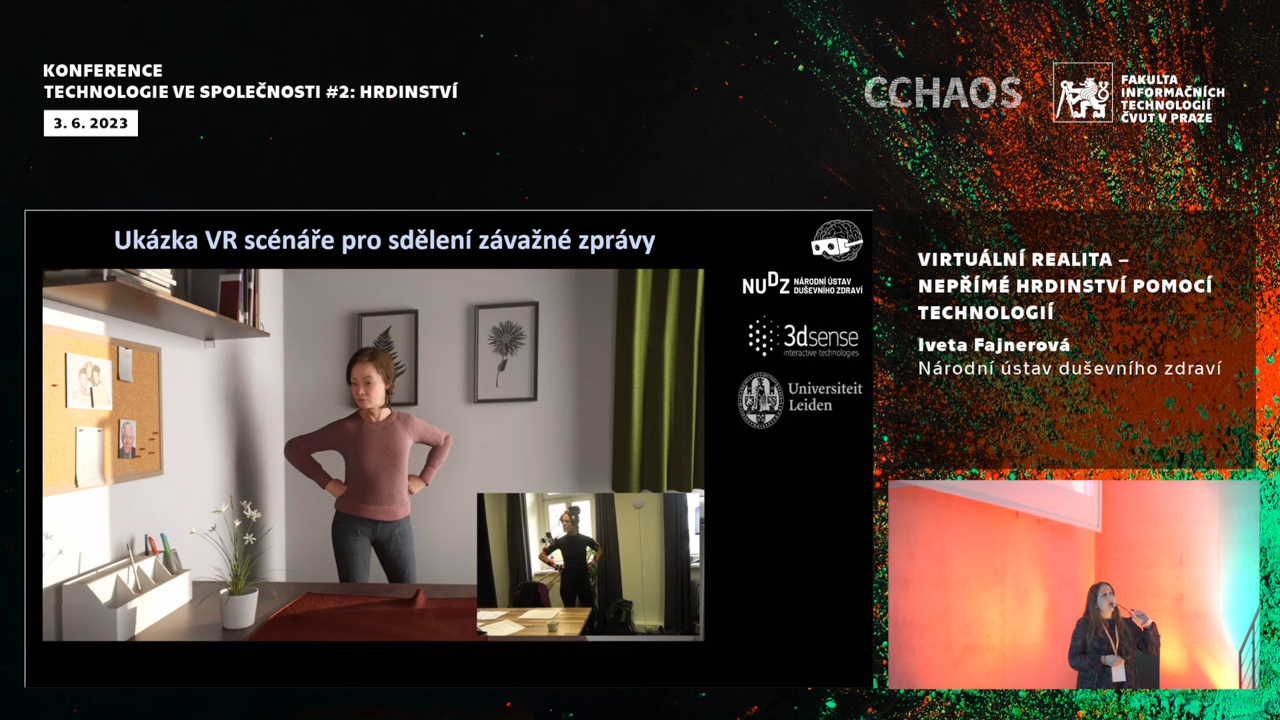 KONFERENCE
TECHNOLOGIE VE SPOLEČNOSTI #2: HRDINSTVÍ
3. 6. 2023
CCHAOS
FAKULTA
INFORMAČNÍCH
TECHNOLOGIÍ
ČVUT V PRAZE
Ukázka VR scénáře pro sdělení závažné zprávy
NUDZ NÁRODNÍ ÚSTAV
DUŠEVNÍHO ZDRAVÍ
3dsense
interactive technologies
Universiteit
Leiden
VIRTUÁLNÍ REALITA –
NEPŘÍMÉ HRDINSTVÍ POMOCÍ
TECHNOLOGIÍ
Iveta Fajnerová
Národní ústav duševního zdraví